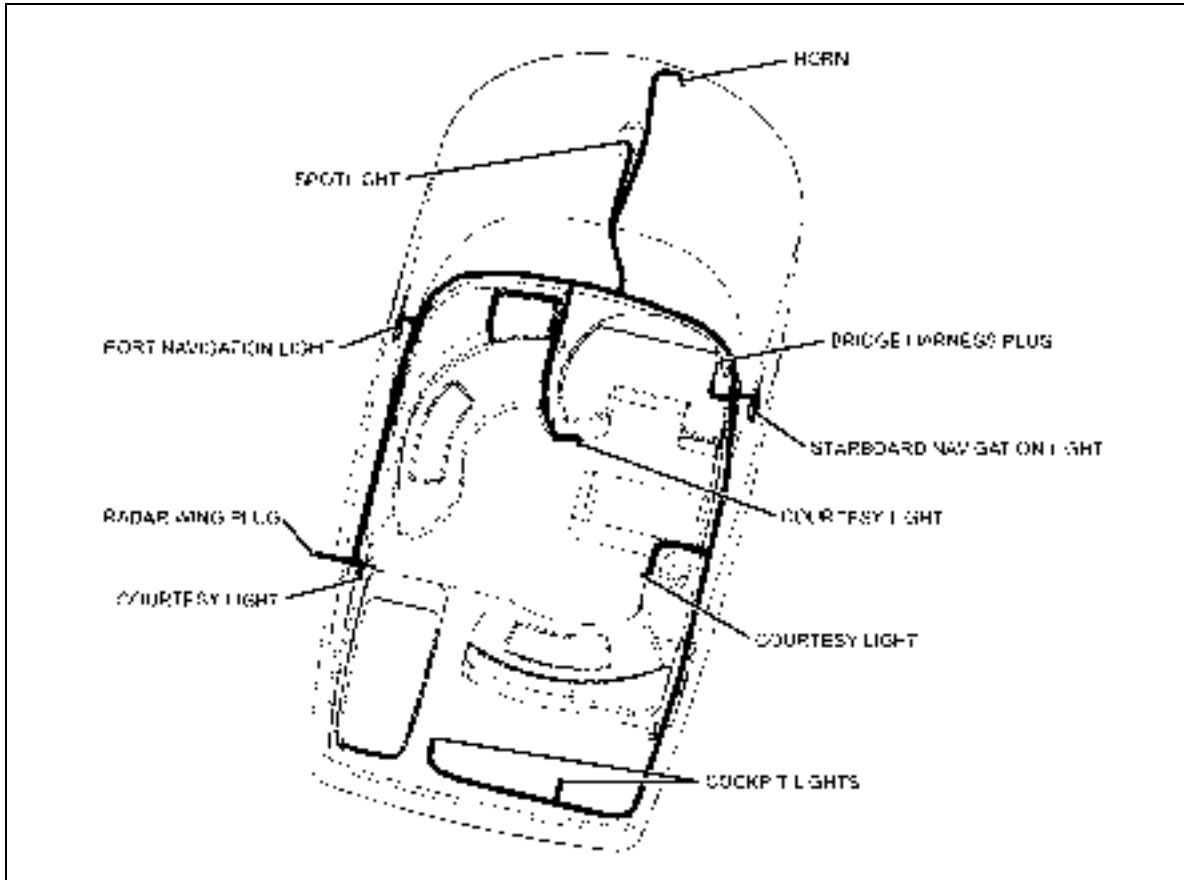 HORN
SPOTLIGHT
PORT NAVIGATION LIGHT
BRIDGE HARNESS PLUG
STARBOARD NAVIGATION LIGHT
RADAR WING PLUG
COURTESY LIGHT
COURTESY LIGHT
COURTESY LIGHT
COCKPIT LIGHTS